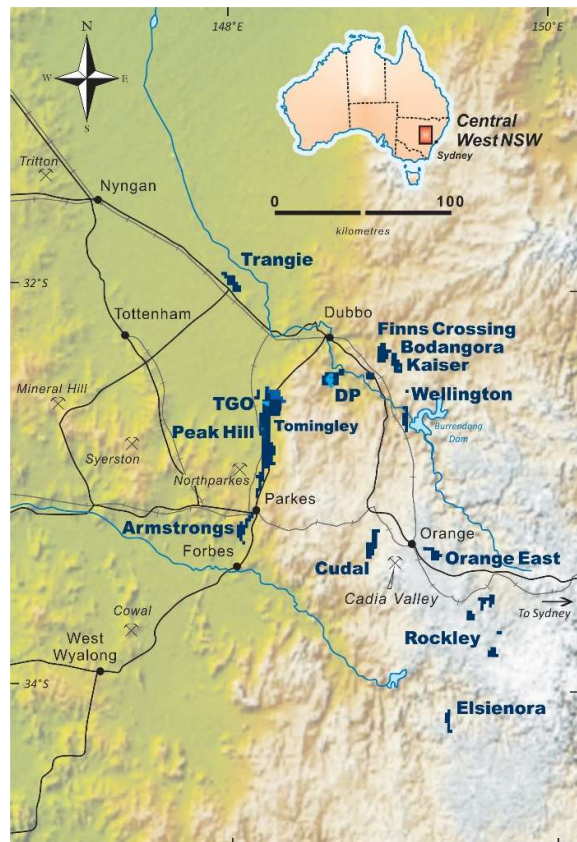 148°E
150°E
N
W
E
S
Central
West NSW
Sydney
Tritton
Nyngan
0
100
kilometres
Trangie
32°S
Dubbo
Tottenham
Finns Crossing
Bodangora
Kaiser
Mineral Hill
DP
Wellington
TGO
Tomingley
Peak Hill
Burrendong
Dam
Syerston
Northparkes
Parkes
Armstrongs
Orange
Orange East
Forbes
Cudal
Cadia Valley
Cowal
To Sydney
West
Wyalong
Rockley
34°S
Elsienora